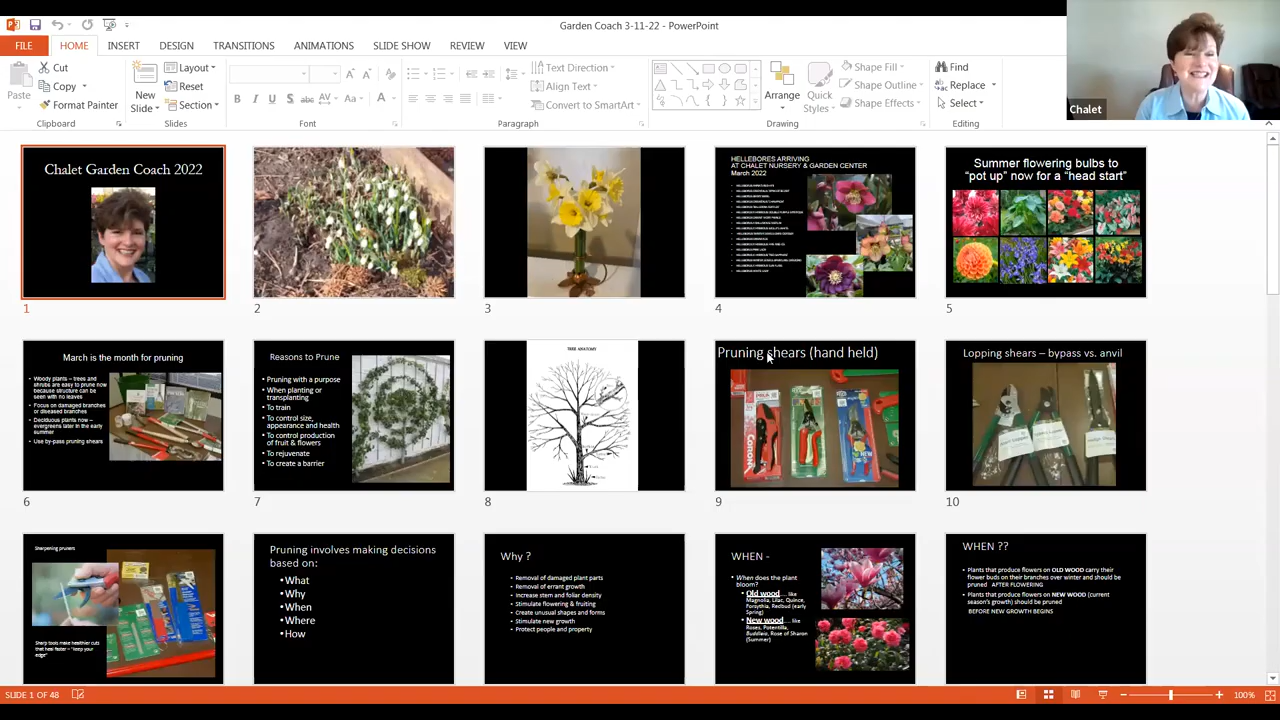 Garden Coach 3-11-22 - PowerPoint
FILE HOME INSERT DESIGN TRANSITIONS ANIMATIONS SLIDE SHOW REVIEW VIEW
Paste
Cut
Copy
Format Painter
Clipboard
New
Slide
Layout
Reset
Section
Slides
Font
Text Direction
Align Text
Convert to SmartArt
Paragraph
Arrange
Quick
Styles
Shape Fill
Shape Outline
Shape Effects
Drawing
Find
Replace
Select
Editing
Chalet
Chalet Garden Coach 2022
1
2
3
HELLEBORES ARRIVING
AT CHALET NURSERY & GARDEN CENTER
March 2022
4
Summer flowering bulbs to
"pot up" now for a "head start"
5
March is the month for pruning
• Woody plants – trees and
shrubs are easy to prune now
because structure can be
seen with no leaves
• Focus on damaged branches
or diseased branches
• Deciduous plants now –
evergreens later in the early
summer
• Use by-pass pruning shears
6
Reasons to Prune
• Pruning with a purpose
• When planting or
transplanting
• To train
• To control size,
appearance and health
• To control production
of fruit & flowers
• To rejuvenate
• To create a barrier
7
TREE ANATOMY
8
Pruning shears (hand held)
CORONA
9
Lopping shears – bypass vs. anvil
10
Sharpening pruners
Sharp tools make healthier cuts
that heal faster – "keep your
edge"
Pruning involves making decisions
based on:
•What
•Why
•When
•Where
•How
Why ?
• Removal of damaged plant parts
• Removal of errant growth
• Increase stem and foliar density
• Stimulate flowering & fruiting
• Create unusual shapes and forms
• Stimulate new growth
• Protect people and property
WHEN -
• When does the plant
bloom?
• Old wood.... like
Magnolia, Lilac, Quince,
Forsythia, Redbud (early
Spring)
• New wood.... like
Roses, Potentilla,
Buddleia, Rose of Sharon
(Summer)
WHEN ??
• Plants that produce flowers on OLD WOOD carry their
flower buds on their branches over winter and should be
pruned AFTER FLOWERING
• Plants that produce flowers on NEW WOOD (current
season's growth) should be pruned
BEFORE NEW GROWTH BEGINS
SLIDE 1 OF 48
100%